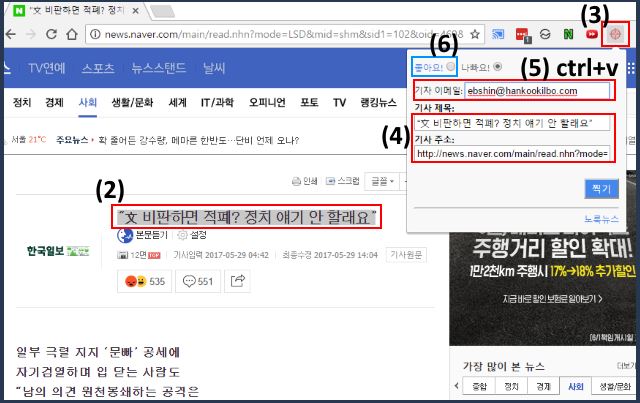 "文 비판하면 적폐? 정치
(3)
news.naver.com/main/read.nhn?mode=LSD&mid=shm&sid1=102&oid=469&
TV연예 스포츠 뉴스스탠드 날씨
정치 경제 사회 생활/문화 세계 IT/과학 오피니언 포토 TV 랭킹뉴스
서울 21°C 주요뉴스 확 줄어든 강수량, 메마른 한반도…단비 언제 오나?
(6)
좋아요! 나빠요!
(5) ctrl+v
기자 이메일: ebshin@hankookilbo.com
기사 제목:
(4)
"文 비판하면 적폐? 정치 얘기 안 할래요"
기사 주소:
http://news.naver.com/main/read.nhn?mode=
찍기
노룩뉴스
인쇄 스크랩 글꼴
(2)
"文 비판하면 적폐? 정치 얘기 안 할래요"
본문듣기 설정
한국일보
12면 TOP 기사입력 2017-05-29 04:42 최종수정 2017-05-29 14:04 기사원문
535 551
일부 극렬 지지 '문빠' 공세에
자기검열하며 입 닫는 사람도
"남의 의견 원천봉쇄하는 공격은
주행거리 할인 확대!
1만2천km 주행시 17%→18% 추가할인
지금 바로 할인 보험료 알아보기 >
[6/1 책임개시일
가장 많이 본 뉴스 더보기
종합 정치 경제 사회 생활/문화